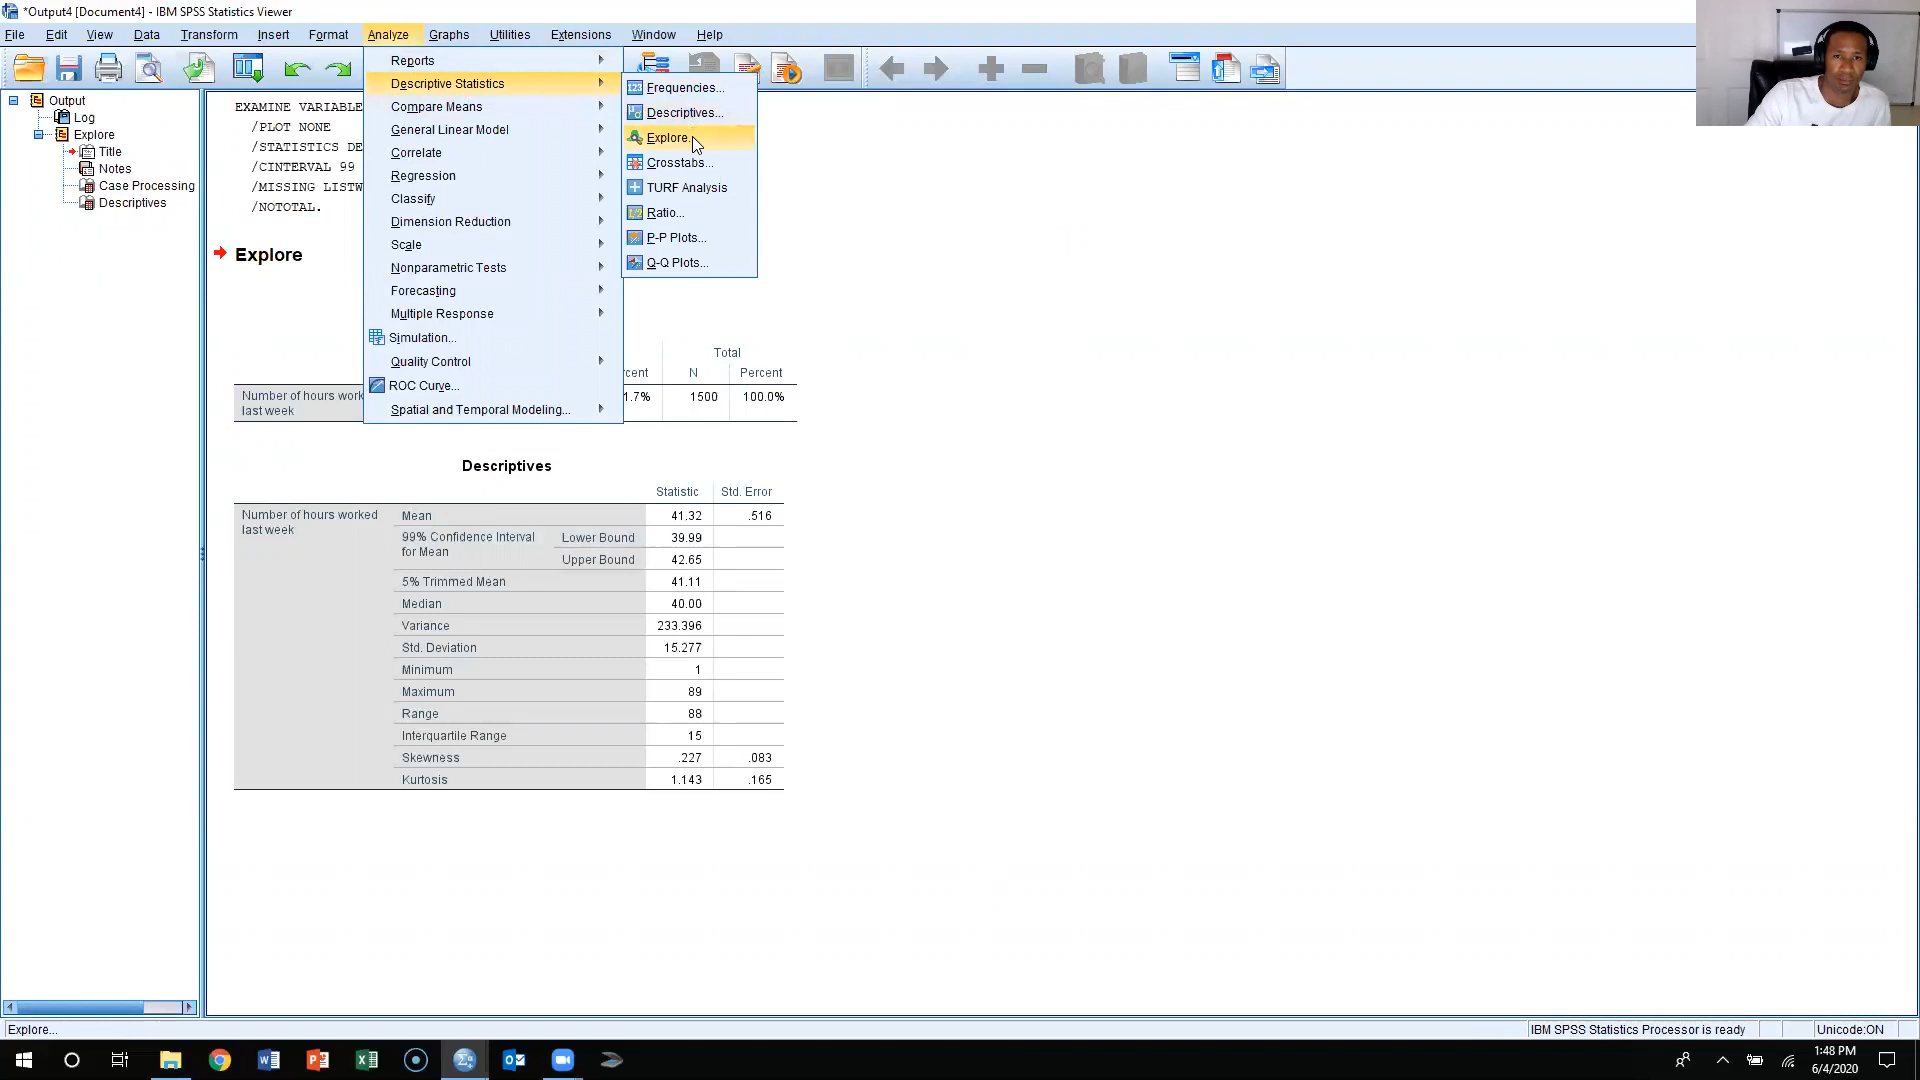 *Output4 [Document4] - IBM SPSS Statistics Viewer
File Edit View Data Transform Insert Format Analyze Graphs Utilities Extensions Window Help
Output
Log
Explore
Title
Notes
Case Processing
Descriptives
EXAMINE VARIABLE
/PLOT NONE
/STATISTICS DE
/CINTERVAL 99
/MISSING LISTW
/NOTOTAL.
Explore
Reports
Descriptive Statistics
Compare Means
General Linear Model
Correlate
Regression
Classify
Dimension Reduction
Scale
Nonparametric Tests
Forecasting
Multiple Response
Simulation...
Quality Control
ROC Curve...
Spatial and Temporal Modeling...
Frequencies...
Descriptives...
Explore...
Crosstabs...
TURF Analysis
Ratio...
P-P Plots...
Q-Q Plots...
Total
rcent N Percent
Number of hours work
last week
1.7% 1500 100.0%
Descriptives
Statistic Std. Error
Number of hours worked
last week
Mean 41.32 .516
99% Confidence Interval
for Mean
Lower Bound 39.99
Upper Bound 42.65
5% Trimmed Mean 41.11
Median 40.00
Variance 233.396
Std. Deviation 15.277
Minimum 1
Maximum 89
Range 88
Interquartile Range 15
Skewness .227 .083
Kurtosis 1.143 .165
Explore...
IBM SPSS Statistics Processor is ready Unicode:ON
1:48 PM
6/4/2020